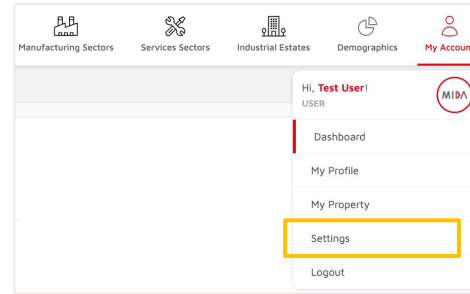 Manufacturing Sectors Services Sectors Industrial Estates Demographics My Accoun
Hi, Test User!
USER
MIDA
Dashboard
My Profile
My Property
Settings
Logout